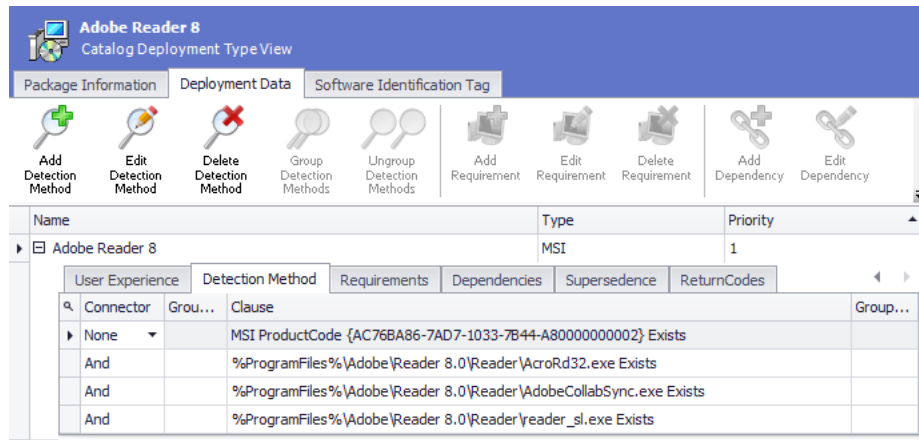 Adobe Reader 8
Catalog Deployment Type View
Package Information Deployment Data Software Identification Tag
Add Detection Method
Edit Detection Method
Delete Detection Method
Group Detection Methods
Ungroup Detection Methods
Add Requirement
Edit Requirement
Delete Requirement
Add Dependency
Edit Dependency
Name Type Priority
Adobe Reader 8 MSI 1
User Experience Detection Method Requirements Dependencies Supersedence ReturnCodes
Connector Grou... Clause Group...
None MSI ProductCode {AC76BA86-7AD7-1033-7B44-A80000000002} Exists
And %ProgramFiles%\Adobe\Reader 8.0\Reader\AcroRd32.exe Exists
And %ProgramFiles%\Adobe\Reader 8.0\Reader\AdobeCollabSync.exe Exists
And %ProgramFiles%\Adobe\Reader 8.0\Reader\reader_sl.exe Exists